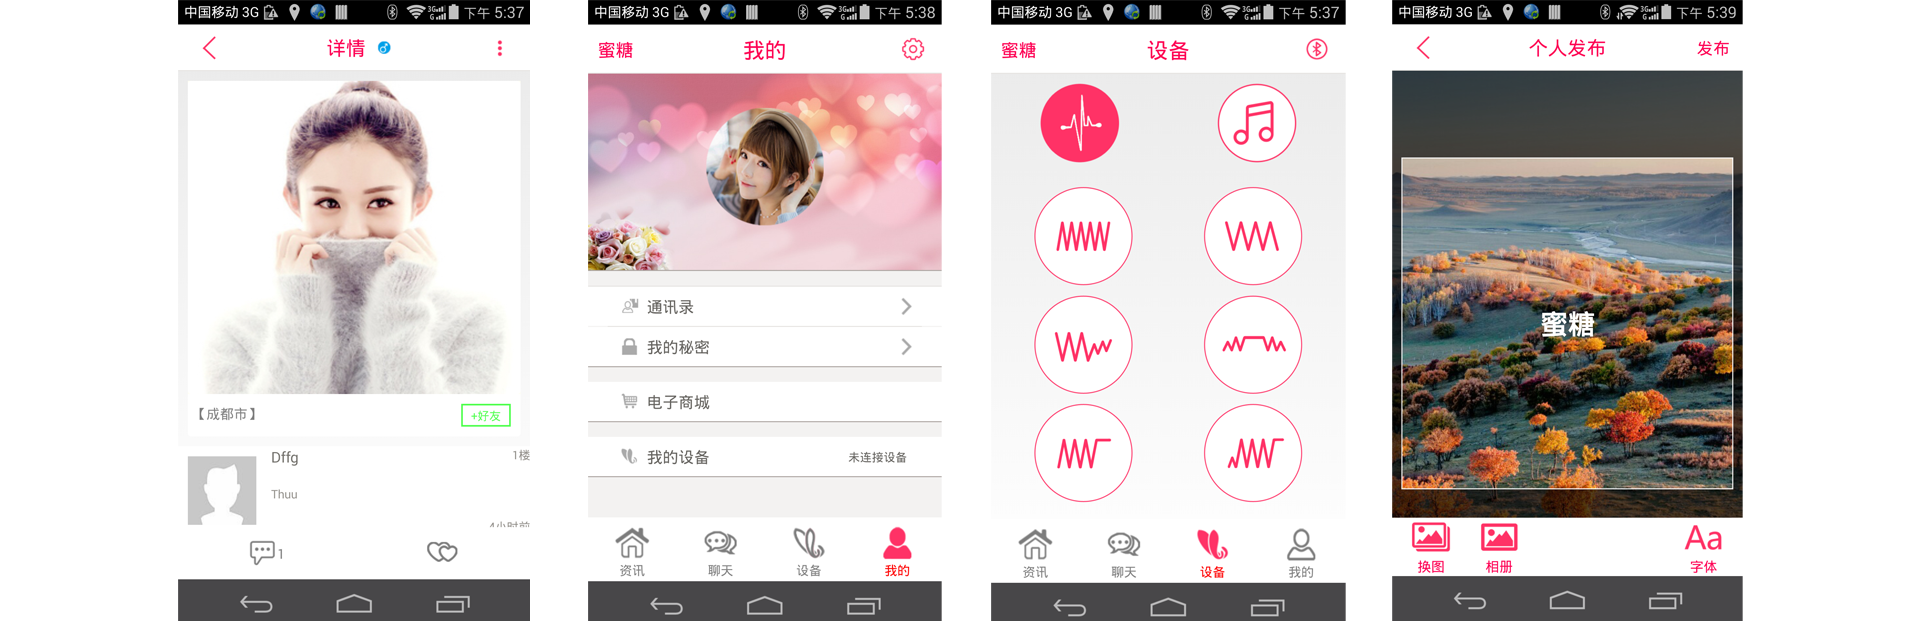 中国移动 3G 3G G 下午 5:37
详情
【成都市】
+好友
Dffg
1楼
Thuu
4小时前
1
中国移动 3G 3G G 下午 5:38
蜜糖 我的
通讯录
我的秘密
电子商城
我的设备 未连接设备
资讯 聊天 设备 我的
中国移动 3G 3G G 下午 5:37
蜜糖 设备
资讯 聊天 设备 我的
中国移动 3G 3G G 下午 5:39
个人发布 发布
蜜糖
Aa
换图 相册 字体